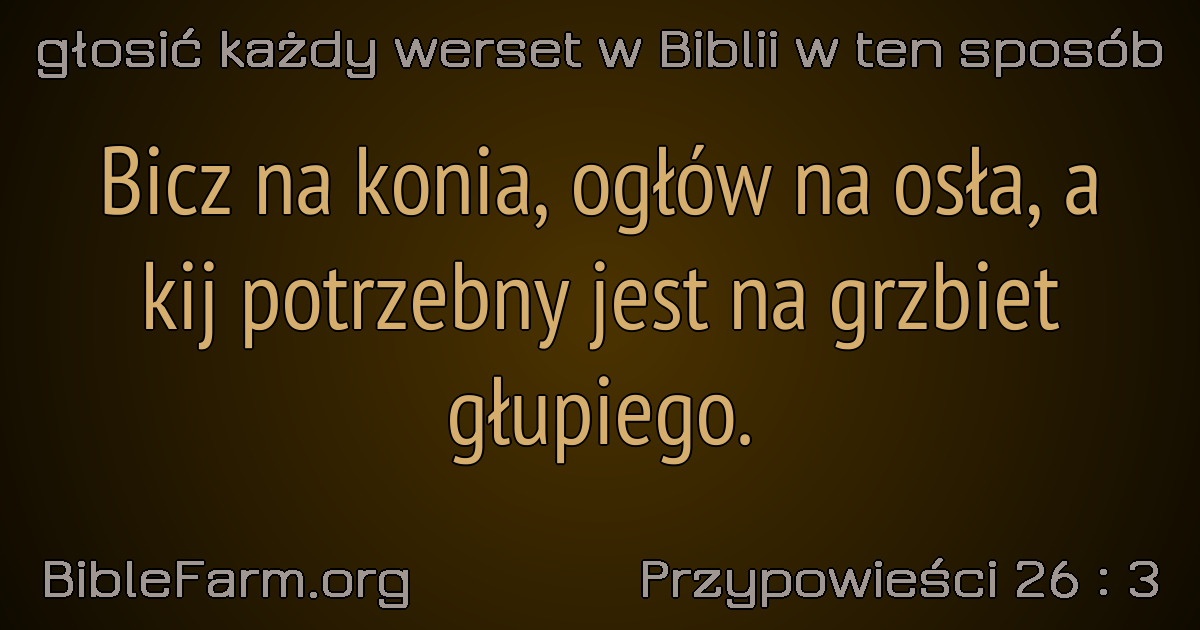 głosić każdy werset w Biblii w ten sposób
Bicz na konia, ogłów na osła, a
kij potrzebny jest na grzbiet
głupiego.
BibleFarm.org
Przypowieści 26 : 3